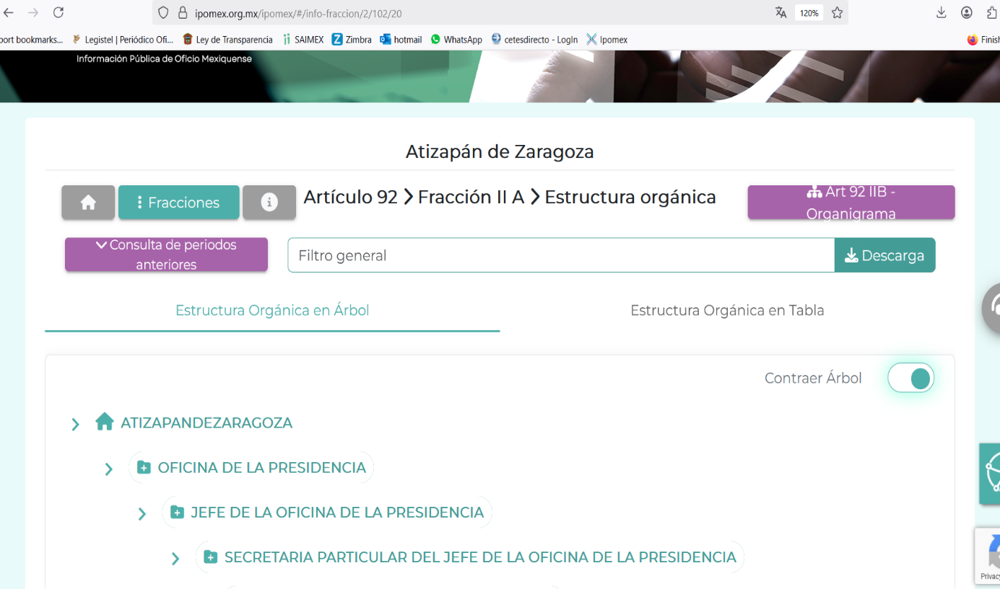 ipomex.org.mx/ipomex/#/info-fraccion/2/102/20
120%
port bookmarks...
Legistel | Periódico Ofi...
Ley de Transparencia
SAIMEX
Zimbra
hotmail
WhatsApp
cetesdirecto - LogIn
Ipomex
Finish
Información Pública de Oficio Mexiquense
Atizapán de Zaragoza
Fracciones
Artículo 92 > Fracción II A > Estructura orgánica
Art 92 IIB -
Organigrama
Consulta de periodos
anteriores
Filtro general
Descarga
Estructura Orgánica en Árbol
Estructura Orgánica en Tabla
Contraer Árbol
ATIZAPANDEZARAGOZA
OFICINA DE LA PRESIDENCIA
JEFE DE LA OFICINA DE LA PRESIDENCIA
SECRETARIA PARTICULAR DEL JEFE DE LA OFICINA DE LA PRESIDENCIA
Privacy